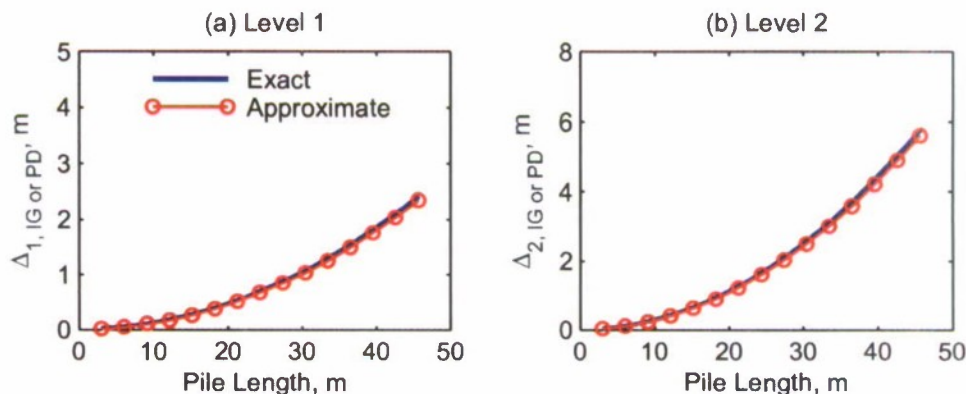 (a) Level 1
5
4
3
2
1
0
Exact
Approximate
Δ1, IG or PD, m
0 10 20 30 40 50
Pile Length, m
(b) Level 2
8
6
4
2
0
Δ2, IG or PD, m
0 10 20 30 40 50
Pile Length, m